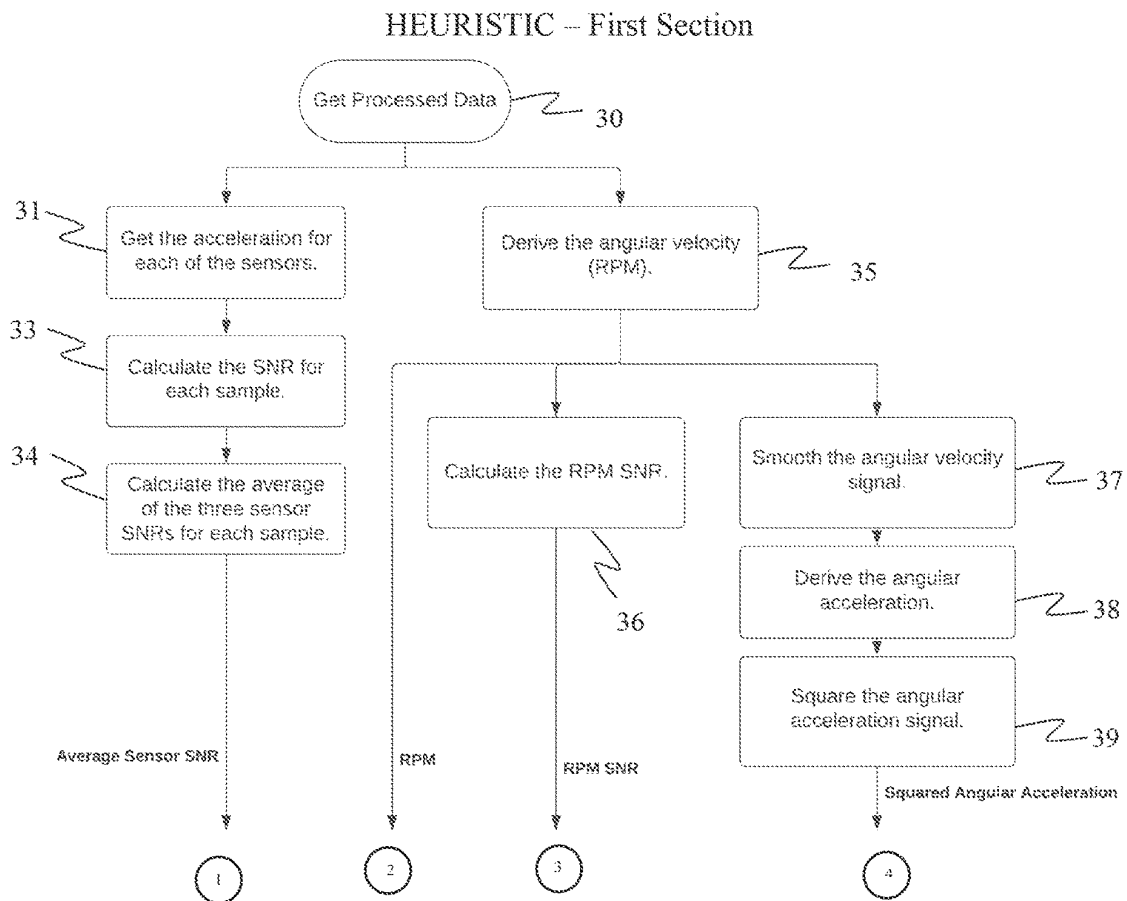 HEURISTIC – First Section
Get Processed Data
30
31
Get the acceleration for
each of the sensors.
Derive the angular velocity
(RPM).
35
33
Calculate the SNR for
each sample.
34
Calculate the average
of the three sensor
SNRs for each sample.
Calculate the RPM SNR.
36
Smooth the angular velocity
signal.
37
Derive the angular
acceleration.
38
Square the angular
acceleration signal.
39
Average Sensor SNR
RPM
RPM SNR
Squared Angular Acceleration
1
2
3
4